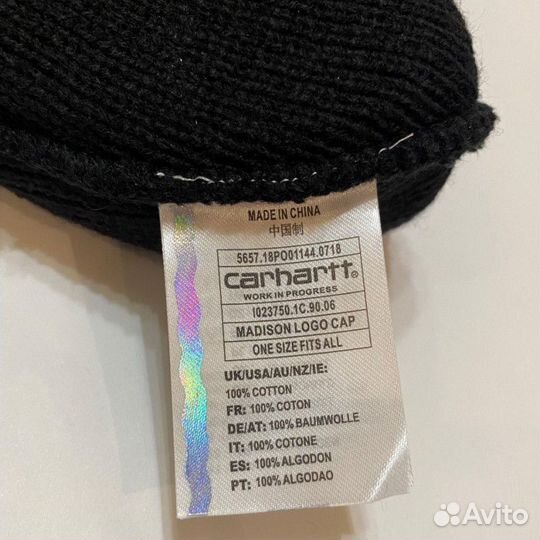 MADE IN CHINA
中国制
5657.18PO01144.0718
carhartt®
WORK IN PROGRESS
I023750.1C.90.06
MADISON LOGO CAP
ONE SIZE FITS ALL
UK/USA/AU/NZ/IE:
100% COTTON
FR: 100% COTON
DE/AT: 100% BAUMWOLLE
IT: 100% COTONE
ES: 100% ALGODON
PT: 100% ALGODAO
Avito